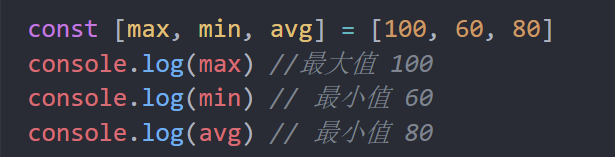 const [max, min, avg] = [100, 60, 80]
console.log(max) //最大值 100
console.log(min) // 最小值 60
console.log(avg) // 最小值 80